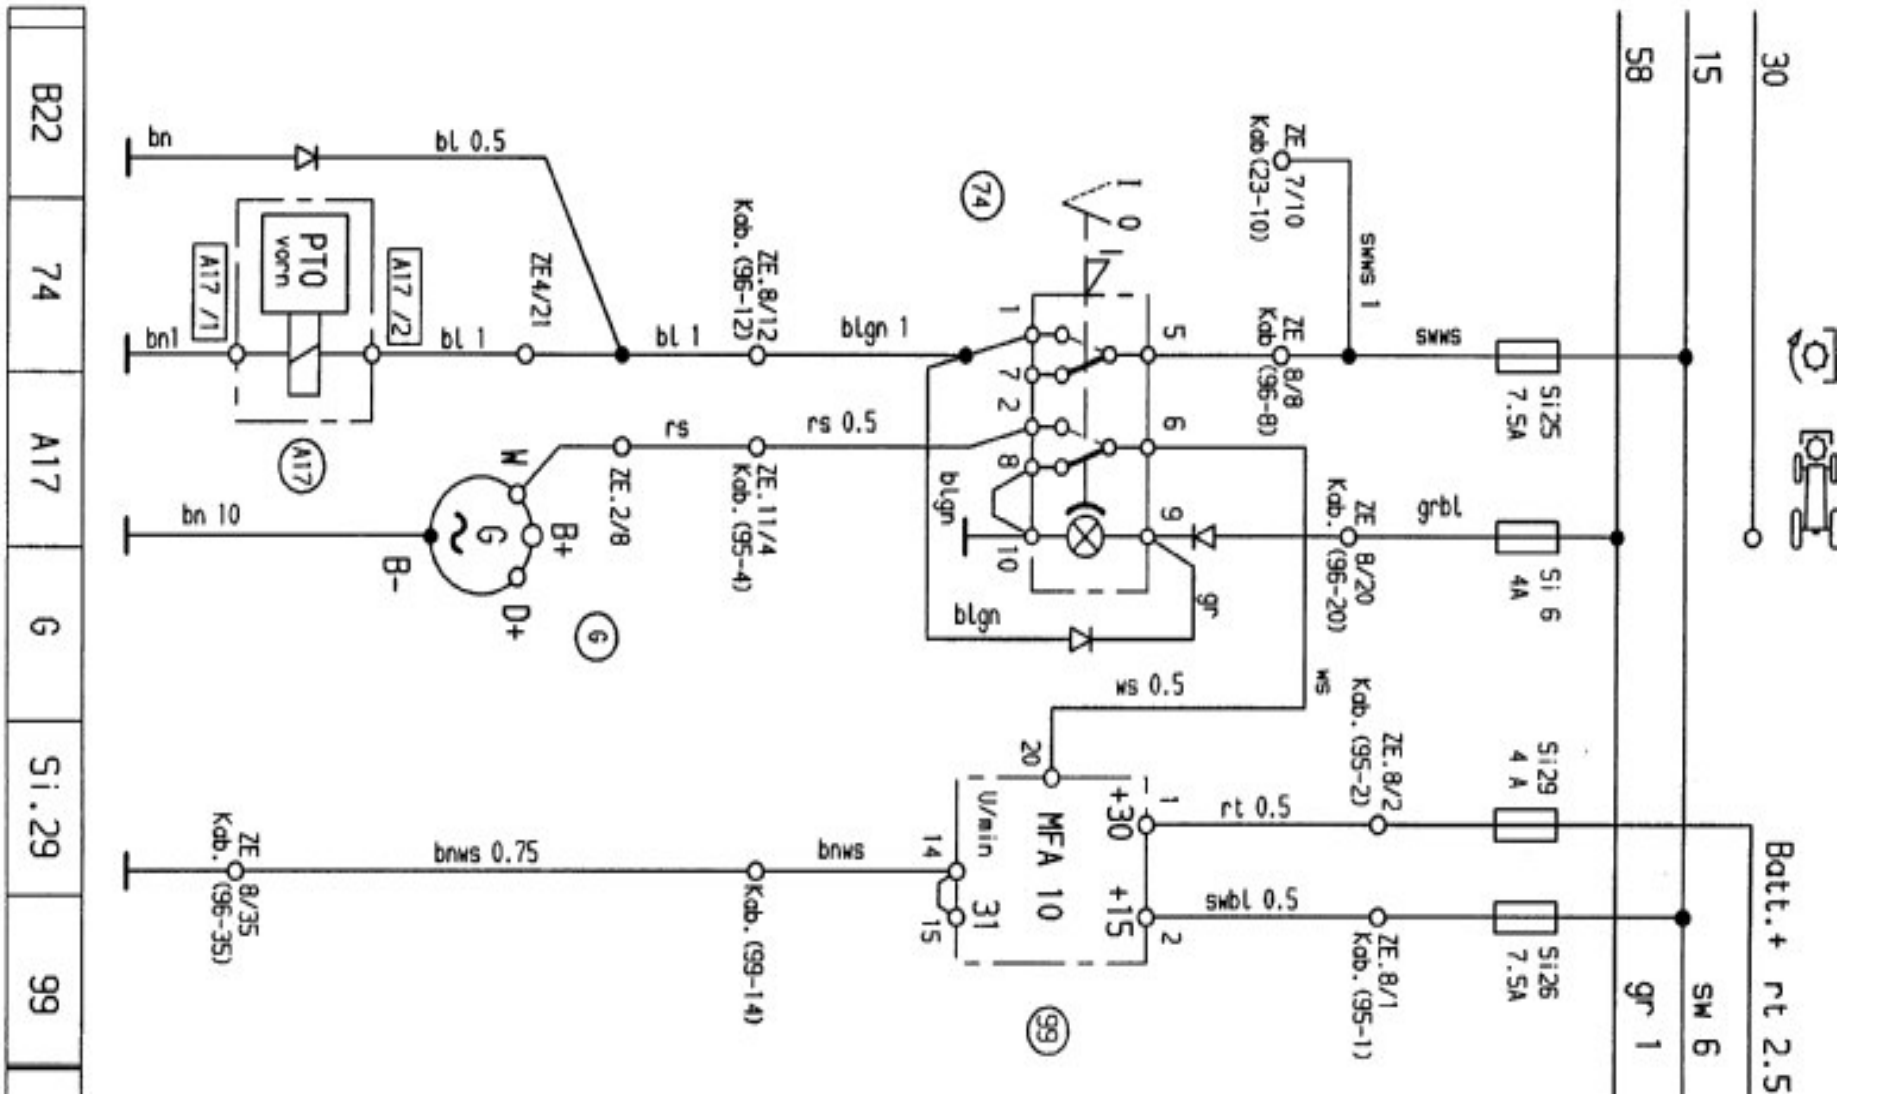 30
15
58
B22
74
A17
G
Si.29
99
bn
bl 0.5
ZE 7/10
Kab (23-10)
swws 1
74
I 0
ZE.8/12
Kab. (96-12)
PTO
vorn
A17 /1
A17 /2
ZE4/21
bn1
bl 1
bl 1
blgn 1
1
5
7
2
6
8
9
10
ZE 8/8
Kab (96-8)
swws
Si25
7.5A
A17
W
rs
rs 0.5
ZE.2/8
ZE.11/4
Kab. (95-4)
bn 10
G
~
B+
B-
D+
G
blgn
blgn
gr
ZE 8/20
Kab. (96-20)
grbl
Si 6
4A
ws
ws 0.5
20
ZE.8/2
Kab. (95-2)
Si29
4 A
rt 0.5
1
+30
MFA 10
U/min
14
+15
31
15
2
bnws
bnws 0.75
ZE 8/35
Kab. (96-35)
Kab. (99-14)
swbl 0.5
ZE.8/1
Kab. (95-1)
Si26
7.5A
99
Batt.+ rt 2.5
sw 6
gr 1